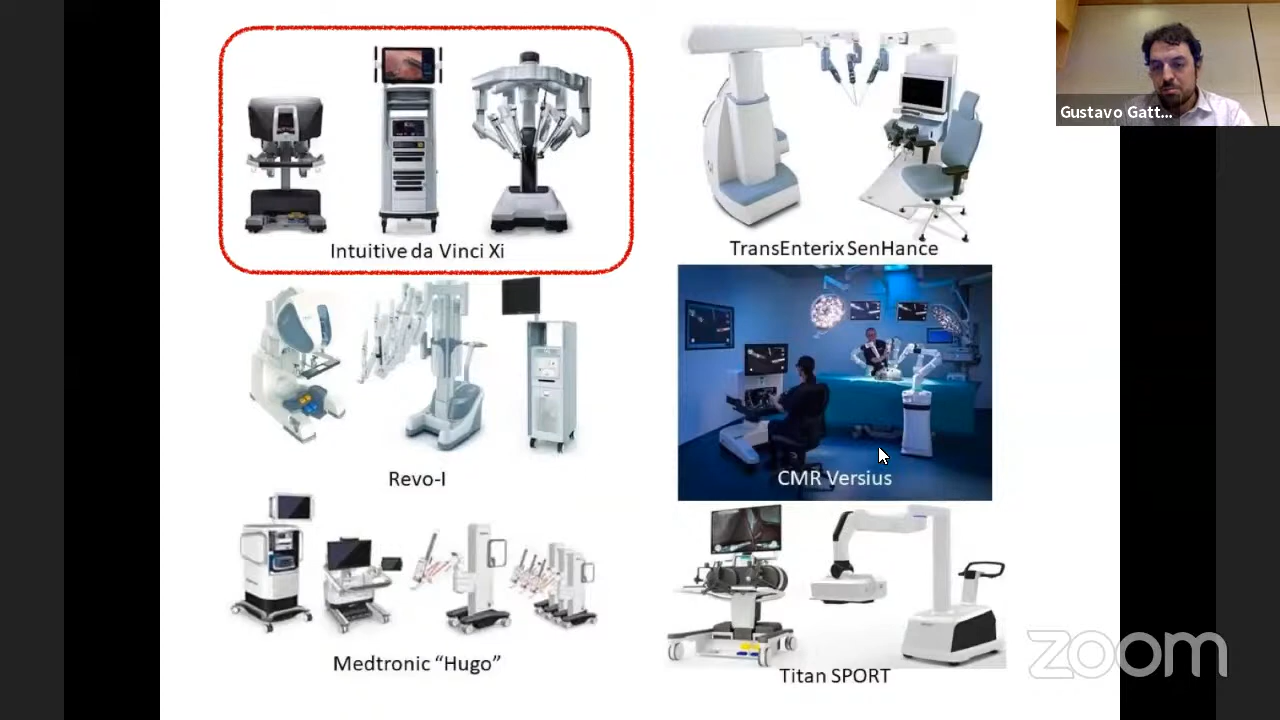 Intuitive da Vinci Xi
TransEnterix SenHance
Gustavo Gatt...
Revo-I
CMR Versius
Medtronic “Hugo”
Titan SPORT
zoom